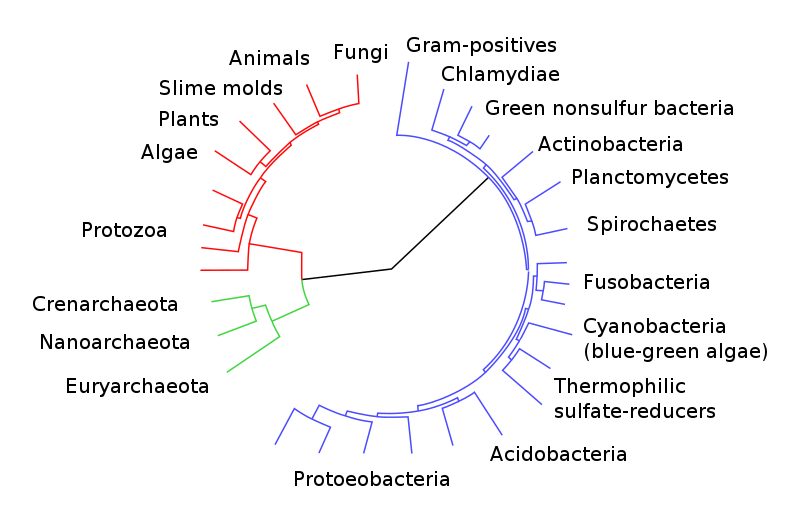 Fungi
Gram-positives
Animals
Chlamydiae
Slime molds
Green nonsulfur bacteria
Plants
Actinobacteria
Algae
Planctomycetes
Protozoa
Spirochaetes
Fusobacteria
Crenarchaeota
Cyanobacteria
(blue-green algae)
Nanoarchaeota
Euryarchaeota
Thermophilic
sulfate-reducers
Acidobacteria
Protoeobacteria